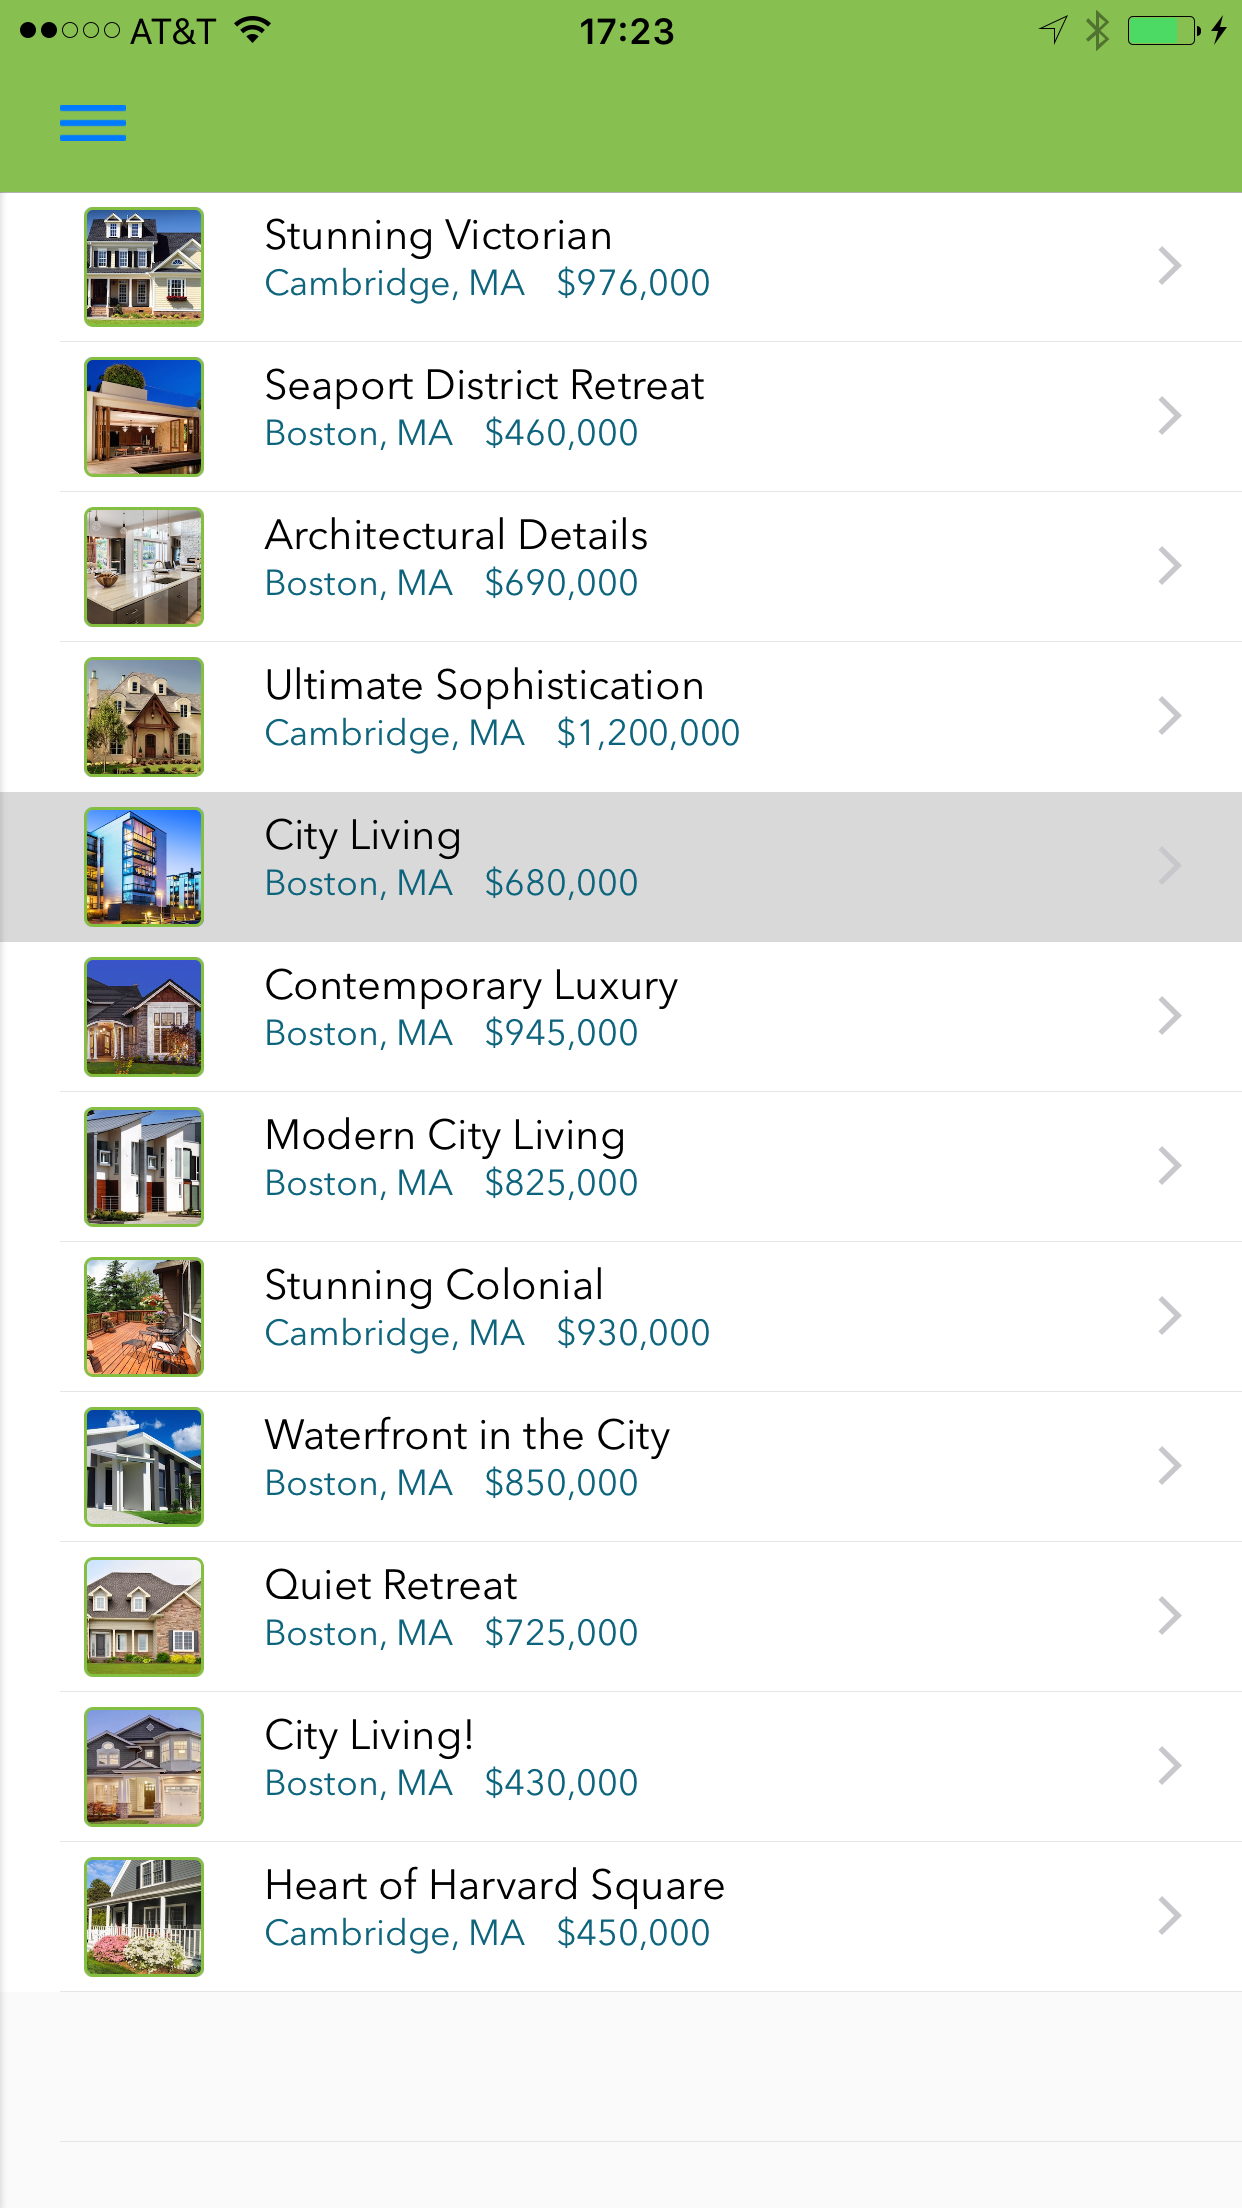 AT&T 17:23
Stunning Victorian
Cambridge, MA $976,000
Seaport District Retreat
Boston, MA $460,000
Architectural Details
Boston, MA $690,000
Ultimate Sophistication
Cambridge, MA $1,200,000
City Living
Boston, MA $680,000
Contemporary Luxury
Boston, MA $945,000
Modern City Living
Boston, MA $825,000
Stunning Colonial
Cambridge, MA $930,000
Waterfront in the City
Boston, MA $850,000
Quiet Retreat
Boston, MA $725,000
City Living!
Boston, MA $430,000
Heart of Harvard Square
Cambridge, MA $450,000